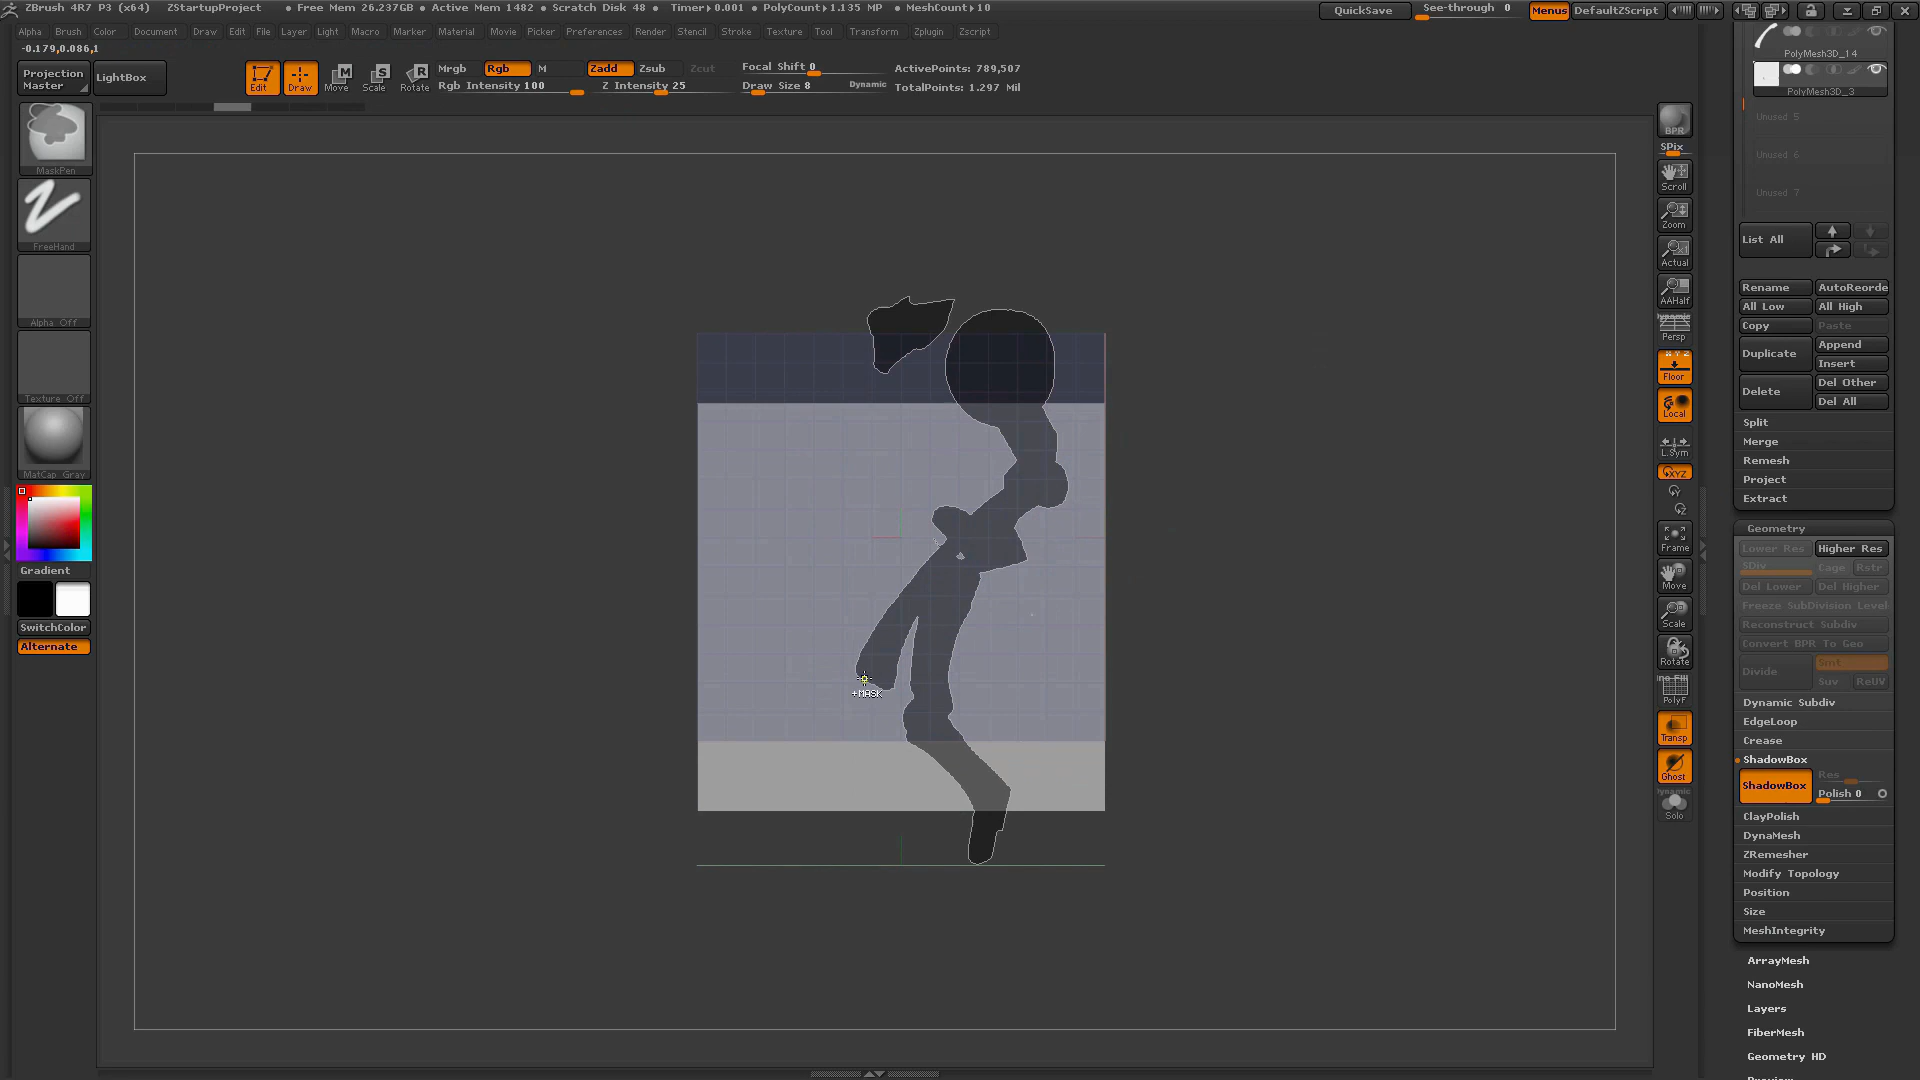 ZBrush 4R7 P3 (x64) ZStartupProject • Free Mem 26.237GB • Active Mem 1482 • Scratch Disk 48 • Timer▸0.001 • PolyCount▸1.135 MP • MeshCount▸10 QuickSave See-through 0 Menus DefaultZScript
Alpha Brush Color Document Draw Edit File Layer Light Macro Marker Material Movie Picker Preferences Render Stencil Stroke Texture Tool Transform Zplugin Zscript
-0.179,0.086,1
Projection Master
LightBox
Edit
Draw
Move
Scale
Rotate
Mrgb Rgb M
Rgb Intensity 100
Zadd Zsub Zcut
Z Intensity 25
Focal Shift 0
Draw Size 8 Dynamic
ActivePoints: 789,507
TotalPoints: 1.297 Mil
MaskPen
FreeHand
Alpha Off
Texture Off
MatCap Gray
Gradient
SwitchColor
Alternate
+MASK
BPR
SPix
Scroll
Zoom
Actual
AAHalf
Dynamic
Persp
X Y Z
Floor
Local
L.Sym
XYZ
Frame
Move
Scale
Rotate
PolyF
Transp
Ghost
Dynamic
Solo
PolyMesh3D_14
PolyMesh3D_3
Unused 5
Unused 6
Unused 7
List All
Rename AutoReorde
All Low All High
Copy Paste
Duplicate Append
Insert
Delete Del Other
Del All
Split
Merge
Remesh
Project
Extract
Geometry
Lower Res Higher Res
SDiv Cage Rstr
Del Lower Del Higher
Freeze SubDivision Level
Reconstruct Subdiv
Convert BPR To Geo
Divide Smt
Suv ReUV
Dynamic Subdiv
EdgeLoop
Crease
ShadowBox
ShadowBox Res
Polish 0
ClayPolish
DynaMesh
ZRemesher
Modify Topology
Position
Size
MeshIntegrity
ArrayMesh
NanoMesh
Layers
FiberMesh
Geometry HD